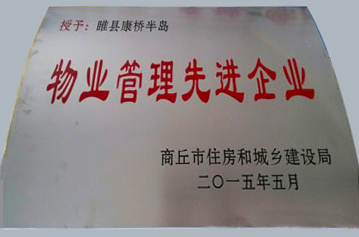 授予：睢县康桥半岛
物业管理先进企业
商丘市住房和城乡建设局
二〇一五年五月